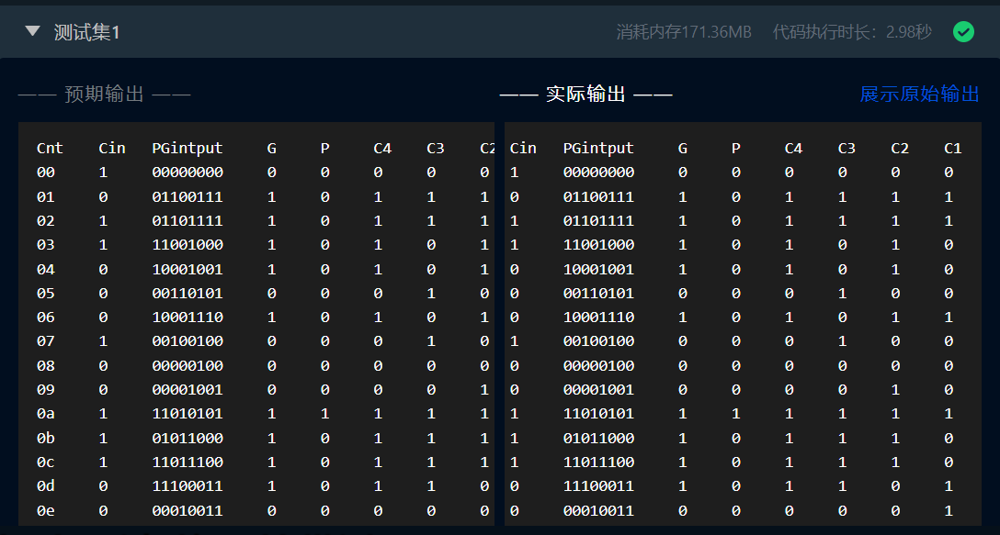 测试集1 消耗内存171.36MB 代码执行时长：2.98秒
—— 预期输出 —— —— 实际输出 —— 展示原始输出
Cnt Cin PGintput G P C4 C3 C2 Cin PGintput G P C4 C3 C2 C1
00 1 00000000 0 0 0 0 0 1 00000000 0 0 0 0 0 0
01 0 01100111 1 0 1 1 1 0 01100111 1 0 1 1 1 1
02 1 01101111 1 0 1 1 1 1 01101111 1 0 1 1 1 1
03 1 11001000 1 0 1 0 1 1 11001000 1 0 1 0 1 0
04 0 10001001 1 0 1 0 1 0 10001001 1 0 1 0 1 0
05 0 00110101 0 0 0 1 0 0 00110101 0 0 0 1 0 0
06 0 10001110 1 0 1 0 1 0 10001110 1 0 1 0 1 1
07 1 00100100 0 0 0 1 0 1 00100100 0 0 0 1 0 0
08 0 00000100 0 0 0 0 0 0 00000100 0 0 0 0 0 0
09 0 00001001 0 0 0 0 1 0 00001001 0 0 0 0 1 0
0a 1 11010101 1 1 1 1 1 1 11010101 1 1 1 1 1 1
0b 1 01011000 1 0 1 1 1 1 01011000 1 0 1 1 1 0
0c 1 11011100 1 0 1 1 1 1 11011100 1 0 1 1 1 0
0d 0 11100011 1 0 1 1 0 0 11100011 1 0 1 1 0 1
0e 0 00010011 0 0 0 0 0 0 00010011 0 0 0 0 0 1